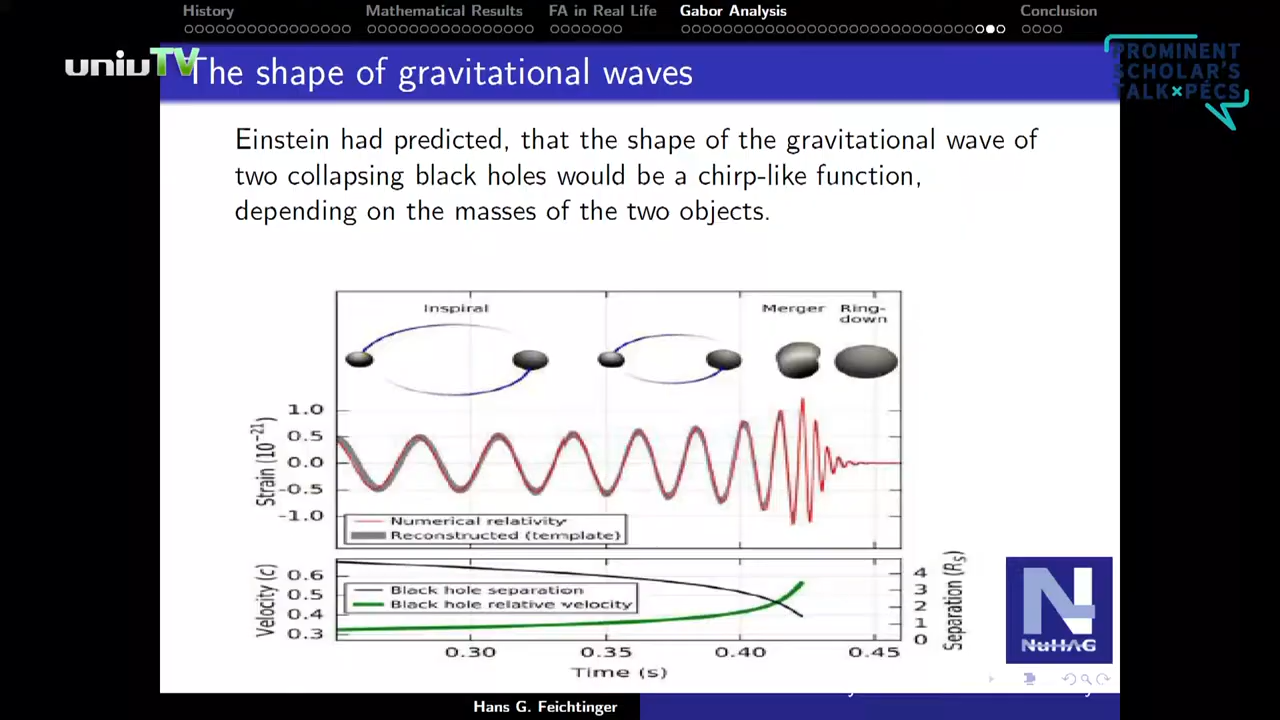 History Mathematical Results FA in Real Life Gabor Analysis Conclusion
univTV
PROMINENT
SCHOLAR'S
TALK×PÉCS
The shape of gravitational waves
Einstein had predicted, that the shape of the gravitational wave of
two collapsing black holes would be a chirp-like function,
depending on the masses of the two objects.
Inspiral
Merger
Ring-
down
Strain (10⁻²¹)
1.0
0.5
0.0
-0.5
-1.0
Numerical relativity
Reconstructed (template)
Velocity (c)
0.6
0.5
0.4
0.3
Black hole separation
Black hole relative velocity
4
3
2
1
0
Separation (R_S)
0.30 0.35 0.40 0.45
Time (s)
N
NuHAG
Hans G. Feichtinger